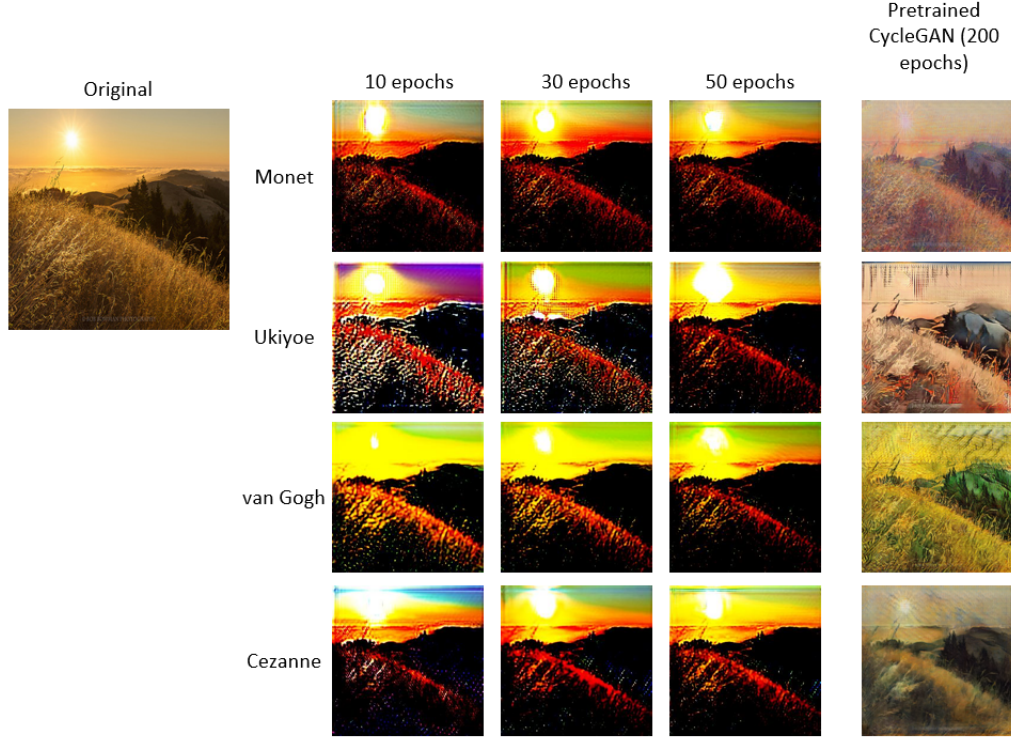 Pretrained
CycleGAN (200
epochs)
Original
10 epochs
30 epochs
50 epochs
Monet
Ukiyoe
van Gogh
Cezanne